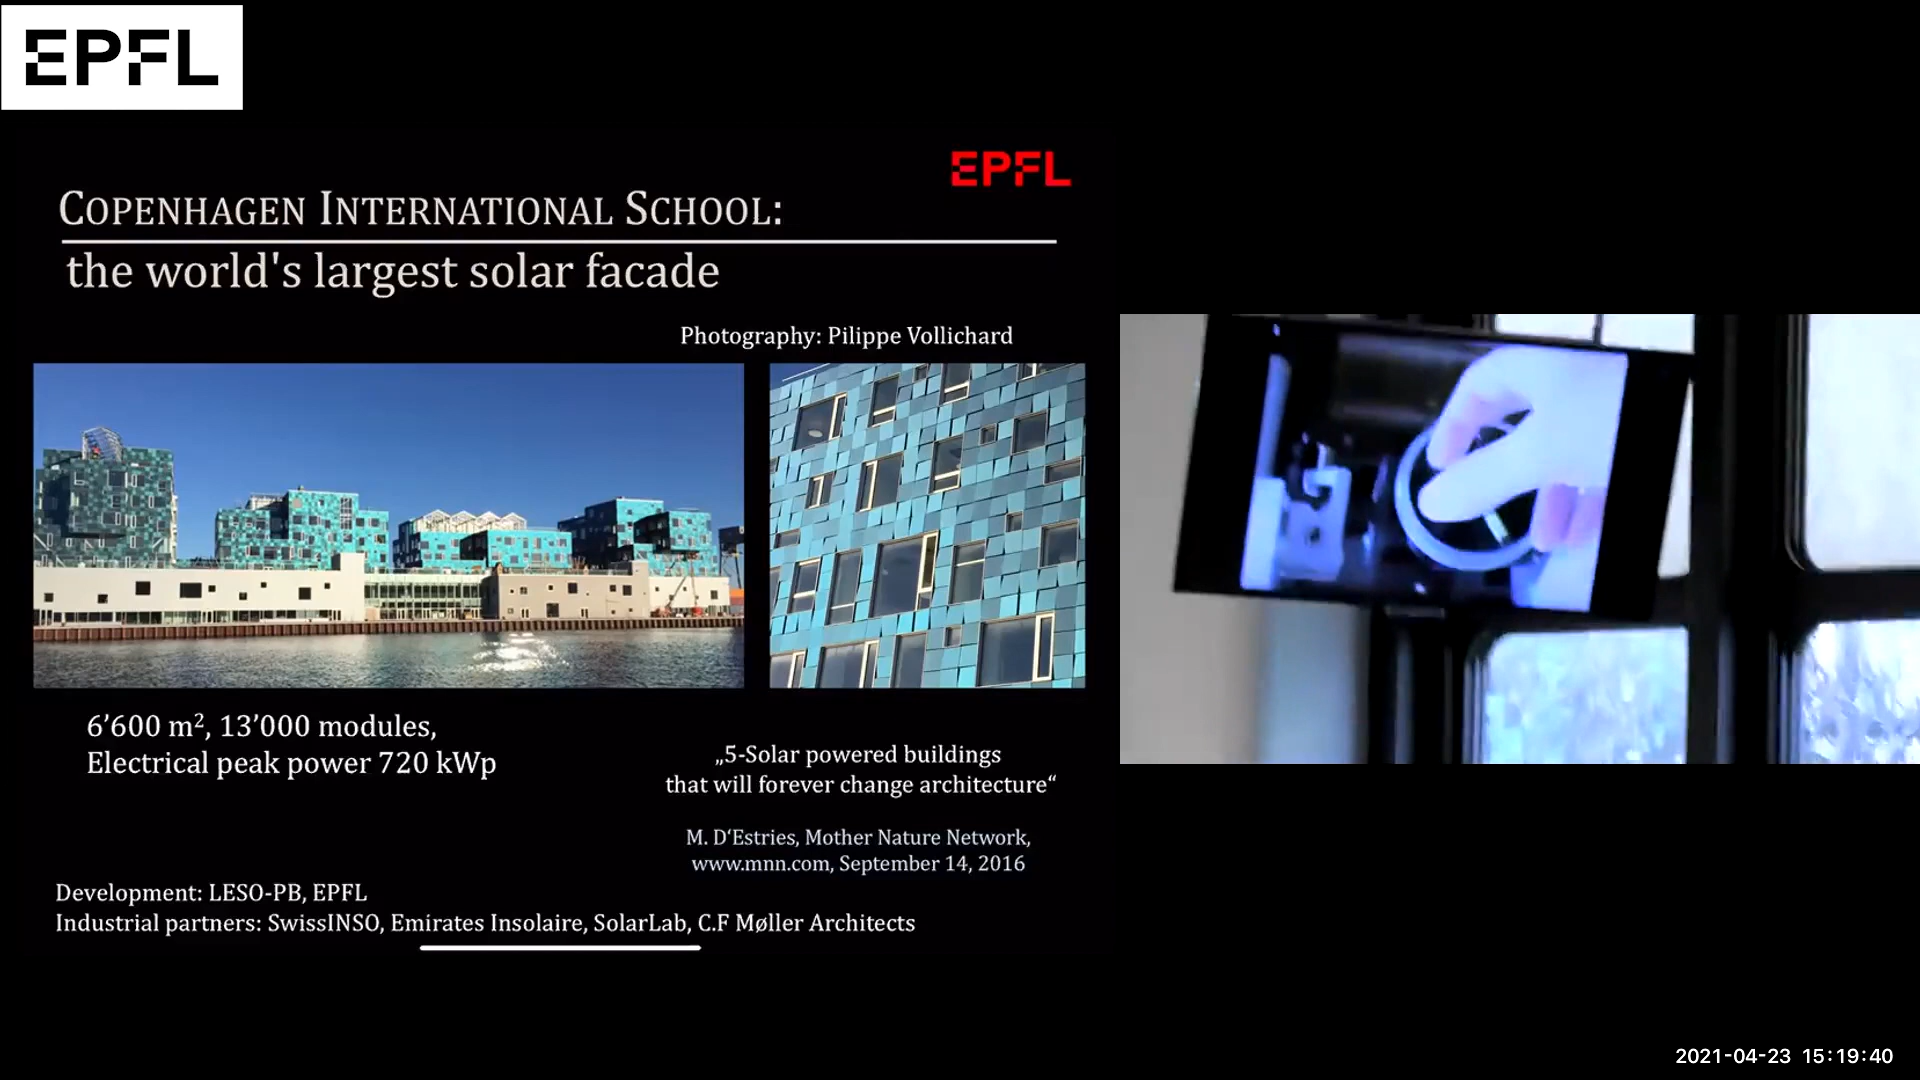 EPFL
EPFL
COPENHAGEN INTERNATIONAL SCHOOL:
the world's largest solar facade
Photography: Pilippe Vollichard
6’600 m², 13’000 modules,
Electrical peak power 720 kWp
„5-Solar powered buildings
that will forever change architecture“
M. D‘Estries, Mother Nature Network,
www.mnn.com, September 14, 2016
Development: LESO-PB, EPFL
Industrial partners: SwissINSO, Emirates Insolaire, SolarLab, C.F Møller Architects
2021-04-23 15:19:40